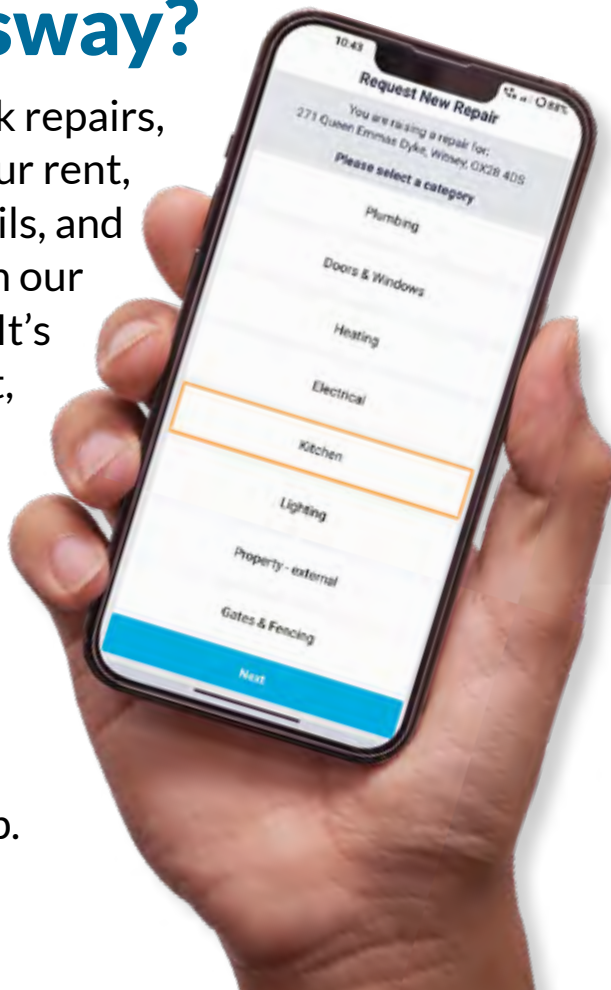 sway?
k repairs,
ur rent,
ils, and
n our
It’s
t,
o.
10:43
88%
Request New Repair
You are raising a repair for:
271 Queen Emmas Dyke, Witney, OX28 4DS
Please select a category
Plumbing
Doors & Windows
Heating
Electrical
Kitchen
Lighting
Property - external
Gates & Fencing
Next